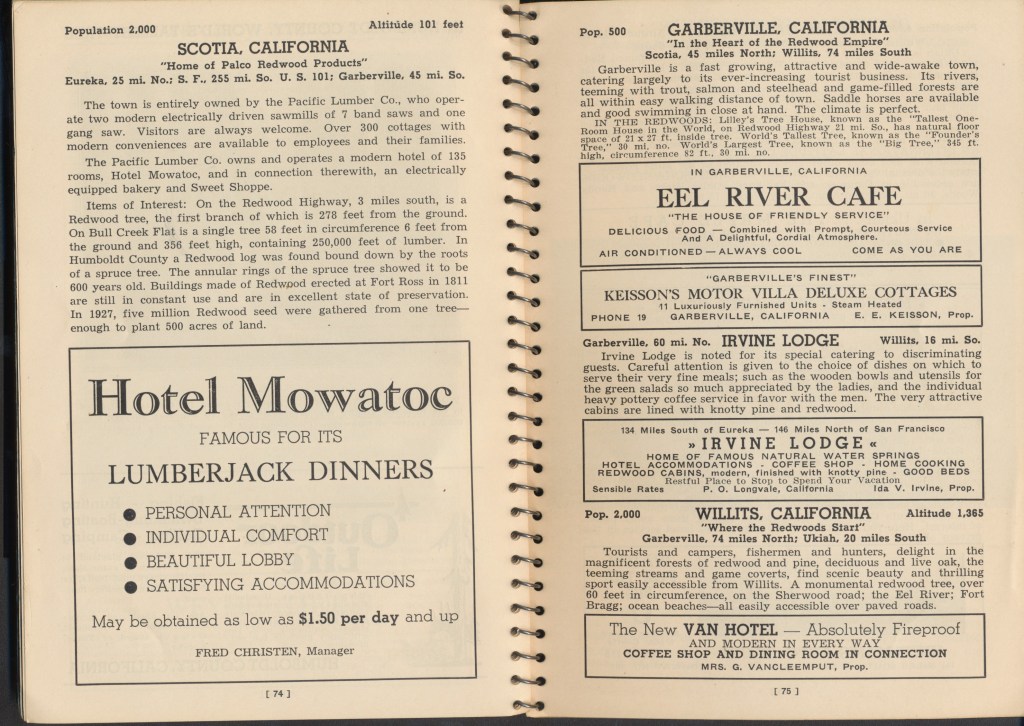 Population 2,000 Altitude 101 feet
SCOTIA, CALIFORNIA
"Home of Palco Redwood Products"
Eureka, 25 mi. No.; S. F., 255 mi. So. U. S. 101; Garberville, 45 mi. So.
The town is entirely owned by the Pacific Lumber Co., who oper-
ate two modern electrically driven sawmills of 7 band saws and one
gang saw. Visitors are always welcome. Over 300 cottages with
modern conveniences are available to employees and their families.
The Pacific Lumber Co. owns and operates a modern hotel of 135
rooms, Hotel Mowatoc, and in connection therewith, an electrically
equipped bakery and Sweet Shoppe.
Items of Interest: On the Redwood Highway, 3 miles south, is a
Redwood tree, the first branch of which is 278 feet from the ground.
On Bull Creek Flat is a single tree 58 feet in circumference 6 feet from
the ground and 356 feet high, containing 250,000 feet of lumber. In
Humboldt County a Redwood log was found bound down by the roots
of a spruce tree. The annular rings of the spruce tree showed it to be
600 years old. Buildings made of Redwood erected at Fort Ross in 1811
are still in constant use and are in excellent state of preservation.
In 1927, five million Redwood seed were gathered from one tree—
enough to plant 500 acres of land.
Hotel Mowatoc
FAMOUS FOR ITS
LUMBERJACK DINNERS
● PERSONAL ATTENTION
● INDIVIDUAL COMFORT
● BEAUTIFUL LOBBY
● SATISFYING ACCOMMODATIONS
May be obtained as low as $1.50 per day and up
FRED CHRISTEN, Manager
[ 74 ]
Pop. 500 GARBERVILLE, CALIFORNIA
"In the Heart of the Redwood Empire"
Scotia, 45 miles North; Willits, 74 miles South
Garberville is a fast growing, attractive and wide-awake town,
catering largely to its ever-increasing tourist business. Its rivers,
teeming with trout, salmon and steelhead and game-filled forests are
all within easy walking distance of town. Saddle horses are available
and good swimming in close at hand. The climate is perfect.
IN THE REDWOODS: Lilley's Tree House, known as the "Tallest One-
Room House in the World, on Redwood Highway 21 mi. So., has natural floor
space of 21 x 27 ft. inside tree. World's Tallest Tree, known as the "Founder's
Tree," 30 mi. no. World's Largest Tree, known as the "Big Tree," 345 ft.
high, circumference 82 ft., 30 mi. no.
IN GARBERVILLE, CALIFORNIA
EEL RIVER CAFE
"THE HOUSE OF FRIENDLY SERVICE"
DELICIOUS FOOD — Combined with Prompt, Courteous Service
And A Delightful, Cordial Atmosphere.
AIR CONDITIONED — ALWAYS COOL COME AS YOU ARE
"GARBERVILLE'S FINEST"
KEISSON'S MOTOR VILLA DELUXE COTTAGES
11 Luxuriously Furnished Units - Steam Heated
PHONE 19 GARBERVILLE, CALIFORNIA E. E. KEISSON, Prop.
Garberville, 60 mi. No. IRVINE LODGE Willits, 16 mi. So.
Irvine Lodge is noted for its special catering to discriminating
guests. Careful attention is given to the choice of dishes on which to
serve their very fine meals; such as the wooden bowls and utensils for
the green salads so much appreciated by the ladies, and the individual
heavy pottery coffee service in favor with the men. The very attractive
cabins are lined with knotty pine and redwood.
134 Miles South of Eureka — 146 Miles North of San Francisco
» IRVINE LODGE «
HOME OF FAMOUS NATURAL WATER SPRINGS
HOTEL ACCOMMODATIONS - COFFEE SHOP - HOME COOKING
REDWOOD CABINS, modern, finished with knotty pine - GOOD BEDS
Restful Place to Stop to Spend Your Vacation
Sensible Rates P. O. Longvale, California Ida V. Irvine, Prop.
Pop. 2,000 WILLITS, CALIFORNIA Altitude 1,365
"Where the Redwoods Start"
Garberville, 74 miles North; Ukiah, 20 miles South
Tourists and campers, fishermen and hunters, delight in the
magnificent forests of redwood and pine, deciduous and live oak, the
teeming streams and game coverts, find scenic beauty and thrilling
sport easily accessible from Willits. A monumental redwood tree, over
60 feet in circumference, on the Sherwood road; the Eel River; Fort
Bragg; ocean beaches—all easily accessible over paved roads.
The New VAN HOTEL — Absolutely Fireproof
AND MODERN IN EVERY WAY
COFFEE SHOP AND DINING ROOM IN CONNECTION
MRS. G. VANCLEEMPUT, Prop.
[ 75 ]